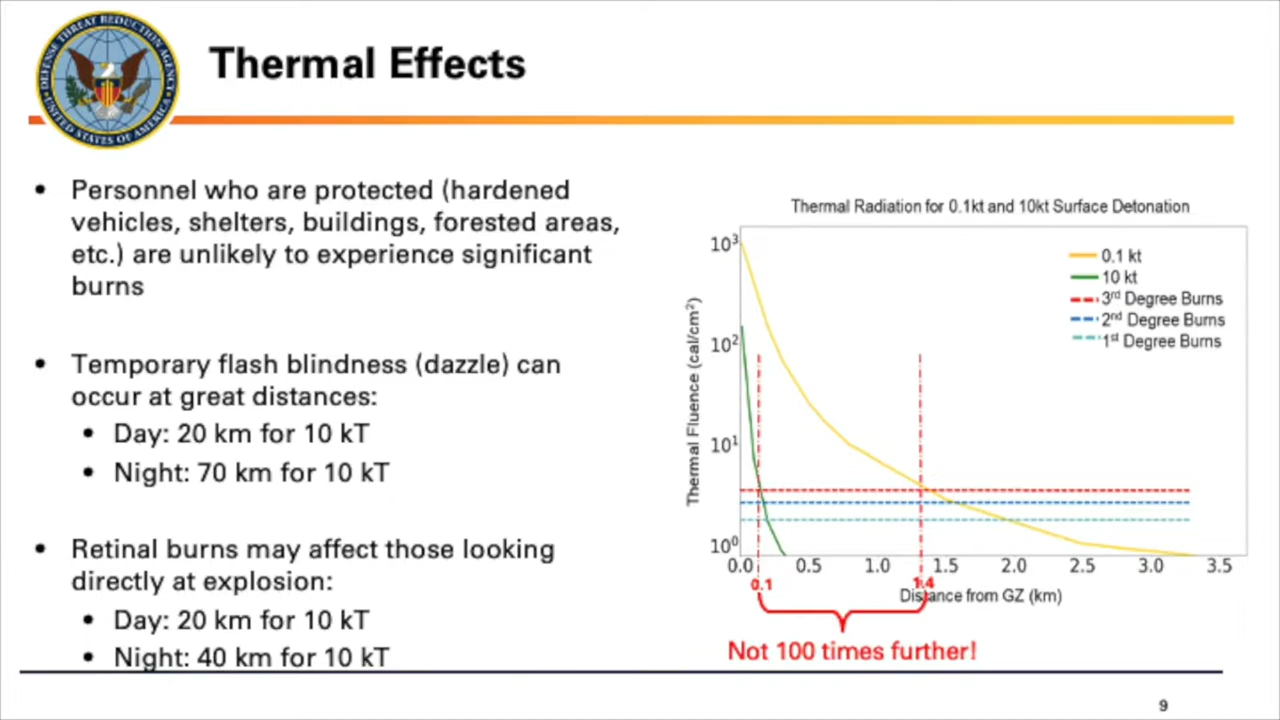 DEFENSE THREAT REDUCTION AGENCY
UNITED STATES OF AMERICA
Thermal Effects
• Personnel who are protected (hardened
vehicles, shelters, buildings, forested areas,
etc.) are unlikely to experience significant
burns
• Temporary flash blindness (dazzle) can
occur at great distances:
• Day: 20 km for 10 kT
• Night: 70 km for 10 kT
• Retinal burns may affect those looking
directly at explosion:
• Day: 20 km for 10 kT
• Night: 40 km for 10 kT
Thermal Radiation for 0.1kt and 10kt Surface Detonation
Thermal Fluence (cal/cm²)
10³
10²
10¹
10⁰
0.1 kt
10 kt
3rd Degree Burns
2nd Degree Burns
1st Degree Burns
0.0 0.5 1.0 1.5 2.0 2.5 3.0 3.5
0.1 1.4
Distance from GZ (km)
Not 100 times further!
9